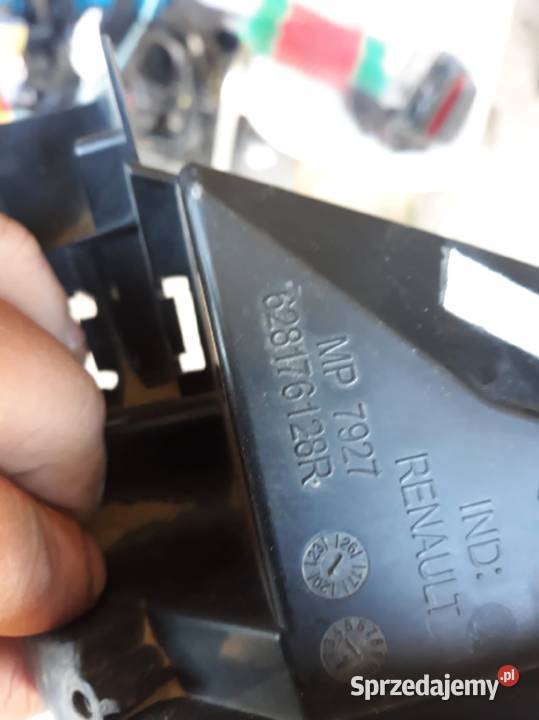 MP 7927
628176128R
IND:
RENAULT
Sprzedajemy.pl